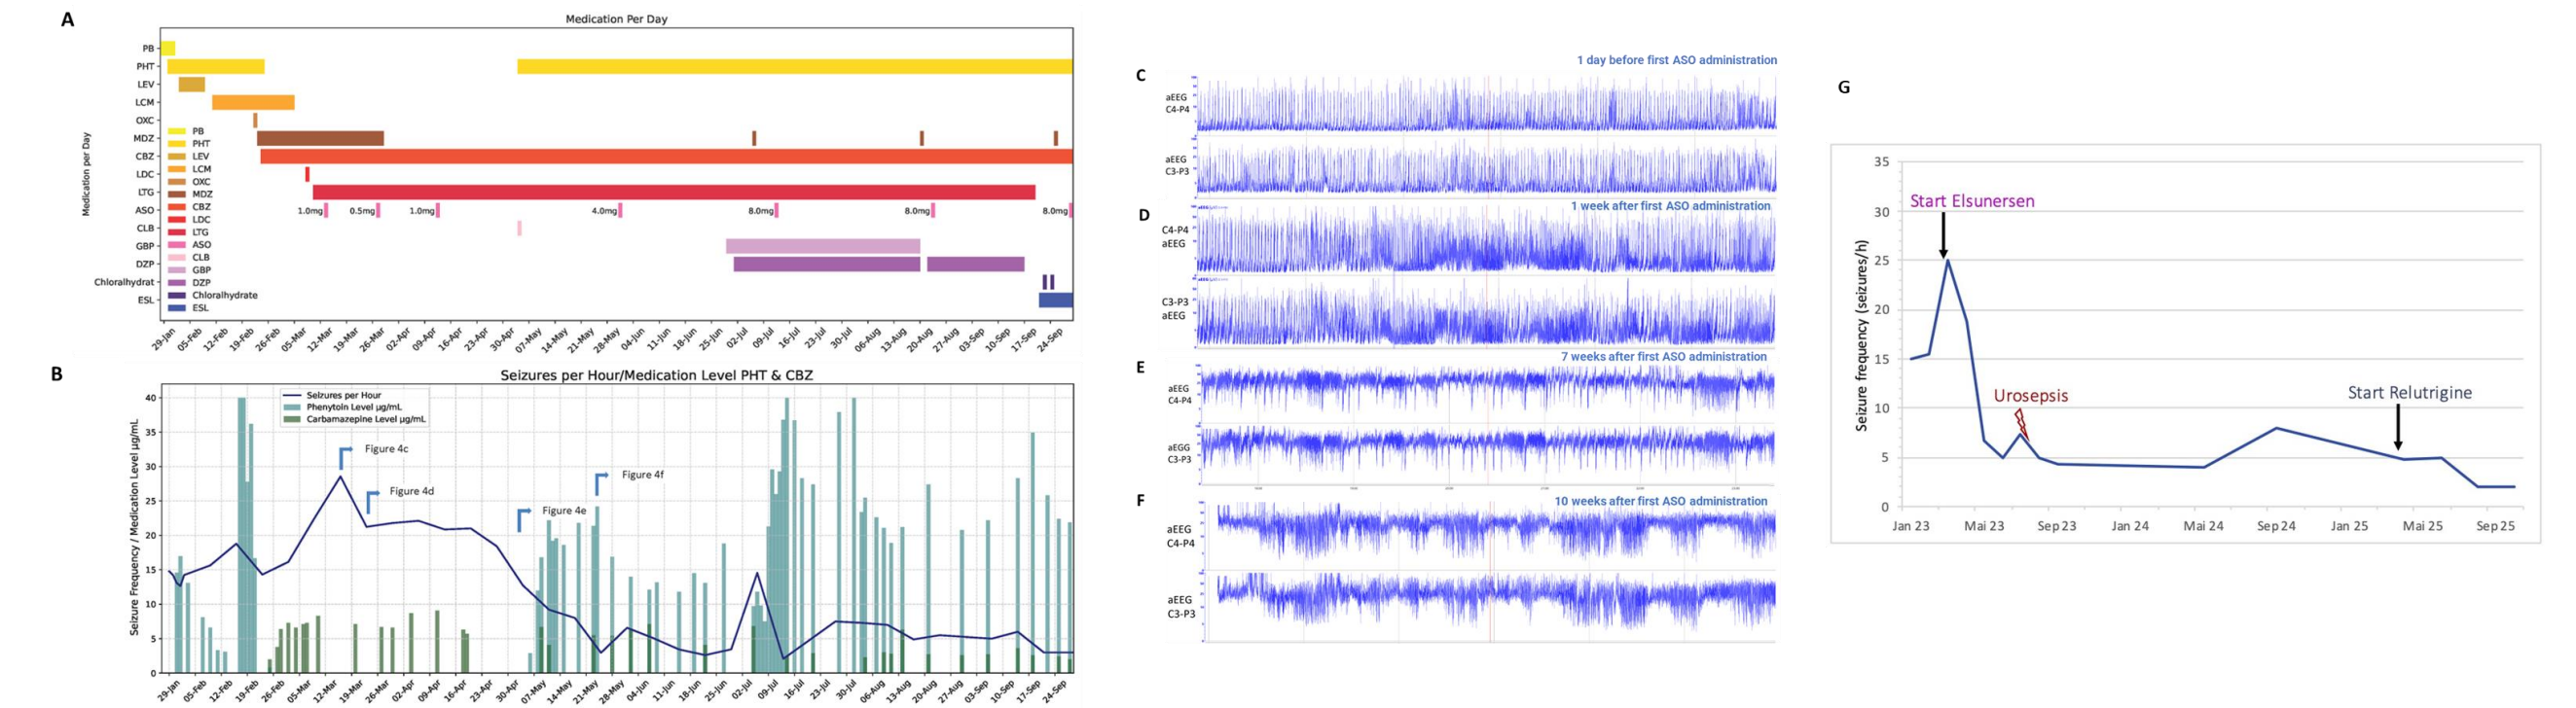 A
Medication Per Day
Medication per Day
PB
PHT
LEV
LCM
OXC
MDZ
CBZ
LDC
LTG
ASO
CLB
GBP
DZP
Chloralhydrat
ESL
PB
PHT
LEV
LCM
OXC
MDZ
CBZ
LDC
LTG
ASO
CLB
GBP
DZP
Chloralhydrate
ESL
1.0mg 0.5mg 1.0mg 4.0mg 8.0mg 8.0mg 8.0mg
29-Jan 05-Feb 12-Feb 19-Feb 26-Feb 05-Mar 12-Mar 19-Mar 26-Mar 02-Apr 09-Apr 16-Apr 23-Apr 30-Apr 07-May 14-May 21-May 28-May 04-Jun 11-Jun 18-Jun 25-Jun 02-Jul 09-Jul 16-Jul 23-Jul 30-Jul 06-Aug 13-Aug 20-Aug 27-Aug 03-Sep 10-Sep 17-Sep 24-Sep
B
Seizures per Hour/Medication Level PHT & CBZ
Seizure Frequency / Medication Level µg/mL
40
35
30
25
20
15
10
5
0
Seizures per Hour
Phenytoin Level µg/mL
Carbamazepine Level µg/mL
Figure 4c
Figure 4d
Figure 4e
Figure 4f
29-Jan 05-Feb 12-Feb 19-Feb 26-Feb 05-Mar 12-Mar 19-Mar 26-Mar 02-Apr 09-Apr 16-Apr 23-Apr 30-Apr 07-May 14-May 21-May 28-May 04-Jun 11-Jun 18-Jun 25-Jun 02-Jul 09-Jul 16-Jul 23-Jul 30-Jul 06-Aug 13-Aug 20-Aug 27-Aug 03-Sep 10-Sep 17-Sep 24-Sep
C
1 day before first ASO administration
aEEG
C4-P4
aEEG
C3-P3
D
1 week after first ASO administration
C4-P4
aEEG
C3-P3
aEEG
E
7 weeks after first ASO administration
aEEG
C4-P4
aEGG
C3-P3
F
10 weeks after first ASO administration
aEEG
C4-P4
aEEG
C3-P3
G
Seizure frequency (seizures/h)
35
30
25
20
15
10
5
0
Start Elsunersen
Urosepsis
Start Relutrigine
Jan 23 Mai 23 Sep 23 Jan 24 Mai 24 Sep 24 Jan 25 Mai 25 Sep 25